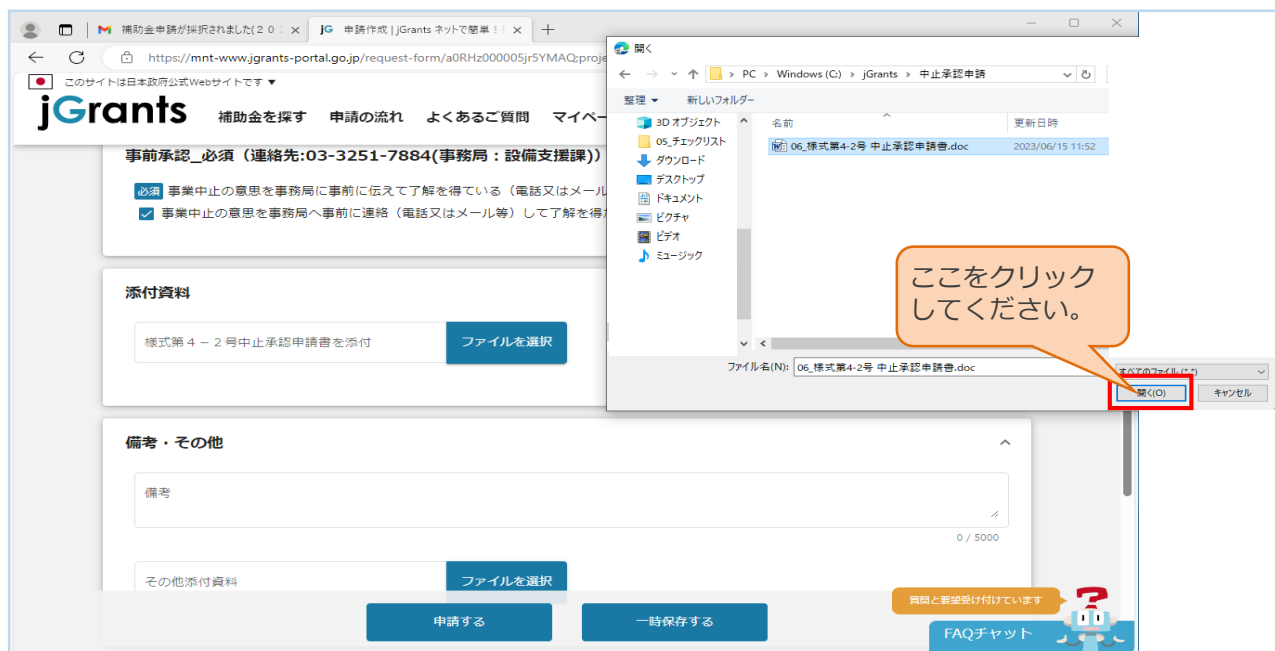 補助金申請が採択されました(２０
JG 申請作成 | jGrants ネットで簡単！
https://mnt-www.jgrants-portal.go.jp/request-form/a0RHz000005jr5YMAQ;proje
このサイトは日本政府公式Webサイトです ▼
jGrants
補助金を探す 申請の流れ よくあるご質問 マイペー
事前承認_必須（連絡先:03-3251-7884(事務局：設備支援課)）
必須 事業中止の意思を事務局に事前に伝えて了解を得ている（電話又はメール
事業中止の意思を事務局へ事前に連絡（電話又はメール等）して了解を得
添付資料
様式第４－２号中止承認申請書を添付
ファイルを選択
備考・その他
備考
0 / 5000
その他添付資料
ファイルを選択
申請する
一時保存する
質問と要望受け付けています
FAQチャット
開く
PC > Windows (C:) > jGrants > 中止承認申請
整理 ▼ 新しいフォルダー
3D オブジェクト
05_チェックリスト
ダウンロード
デスクトップ
ドキュメント
ピクチャ
ビデオ
ミュージック
名前
更新日時
06_様式第4-2号 中止承認申請書.doc
2023/06/15 11:52
ここをクリック
してください。
ファイル名(N):
06_様式第4-2号 中止承認申請書.doc
すべてのファイル (*.*)
開く(O)
キャンセル